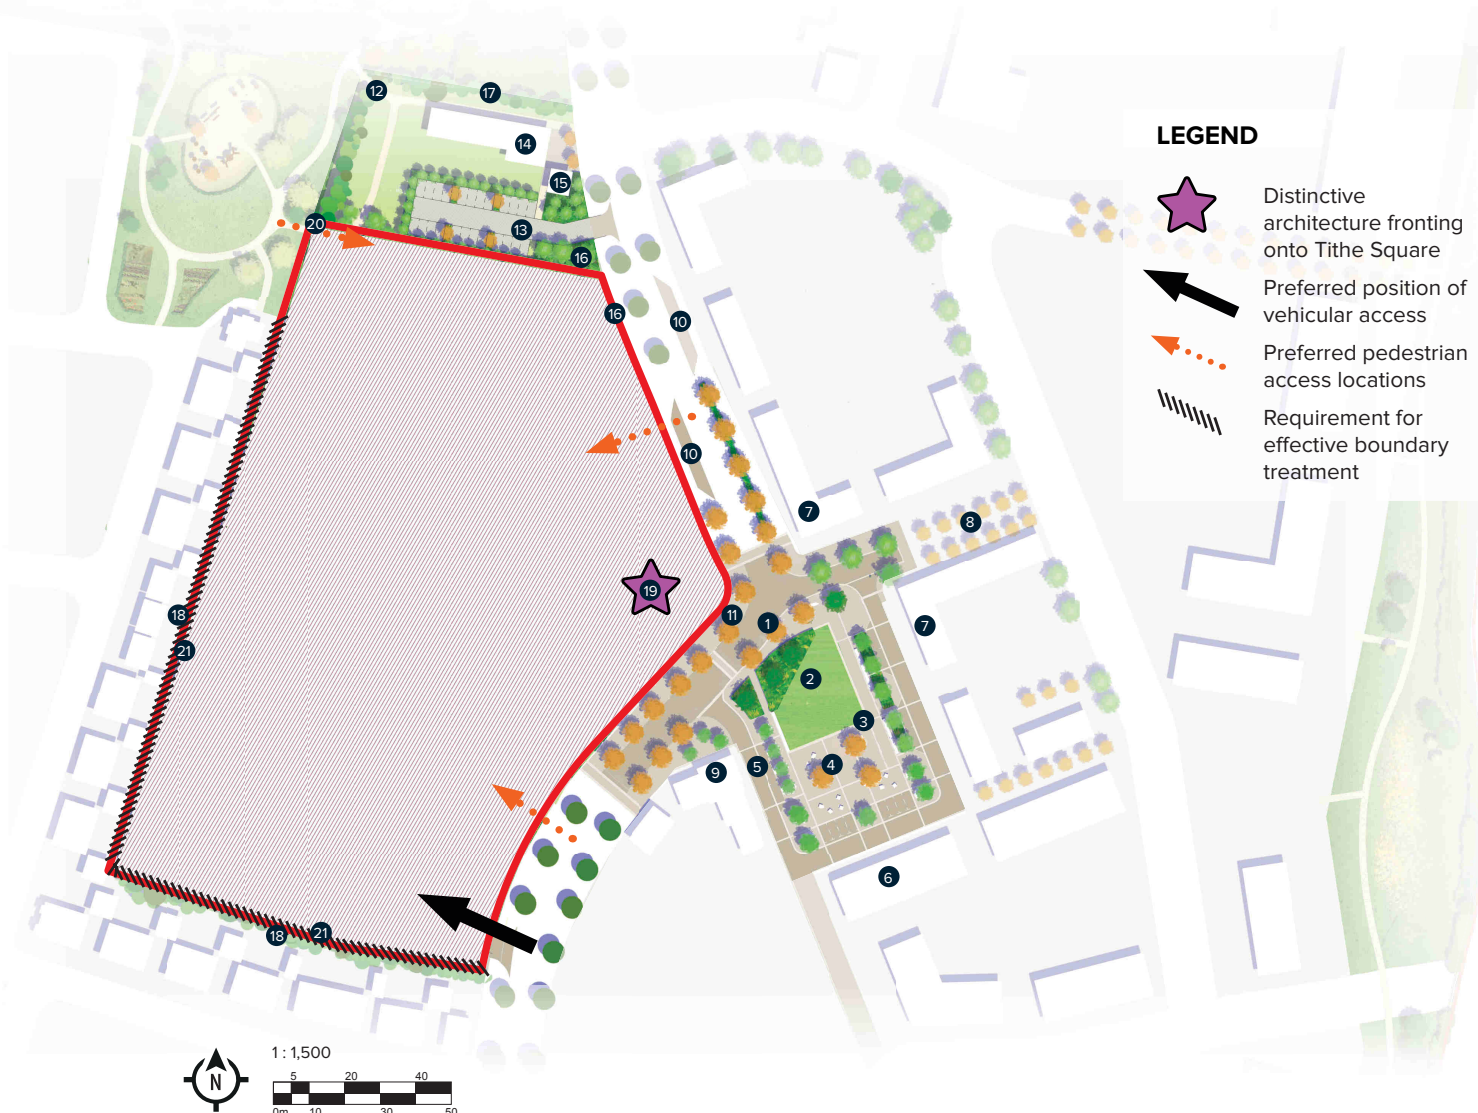 12
17
14
15
20
13
16
16
10
10
7
8
19
11
1
7
18
2
21
3
4
5
9
6
18
21
LEGEND
Distinctive
architecture fronting
onto Tithe Square
Preferred position of
vehicular access
Preferred pedestrian
access locations
Requirement for
effective boundary
treatment
N
1 : 1,500
5 20 40
0m 10 30 50